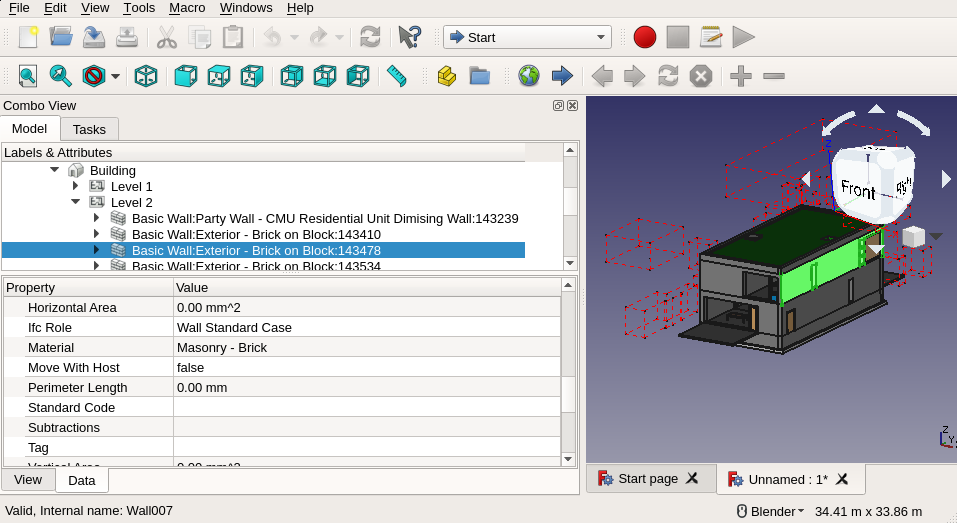 File Edit View Tools Macro Windows Help
Start
Combo View
Model Tasks
Labels & Attributes
Building
Level 1
Level 2
Basic Wall:Party Wall - CMU Residential Unit Dimising Wall:143239
Basic Wall:Exterior - Brick on Block:143410
Basic Wall:Exterior - Brick on Block:143478
Basic Wall:Exterior - Brick on Block:143534
Property Value
Horizontal Area 0.00 mm^2
Ifc Role Wall Standard Case
Material Masonry - Brick
Move With Host false
Perimeter Length 0.00 mm
Standard Code
Subtractions
Tag
Vertical Area 0.00 mm^2
View Data
Z
Front
Z
Y
Start page
Unnamed : 1*
Valid, Internal name: Wall007
Blender 34.41 m x 33.86 m